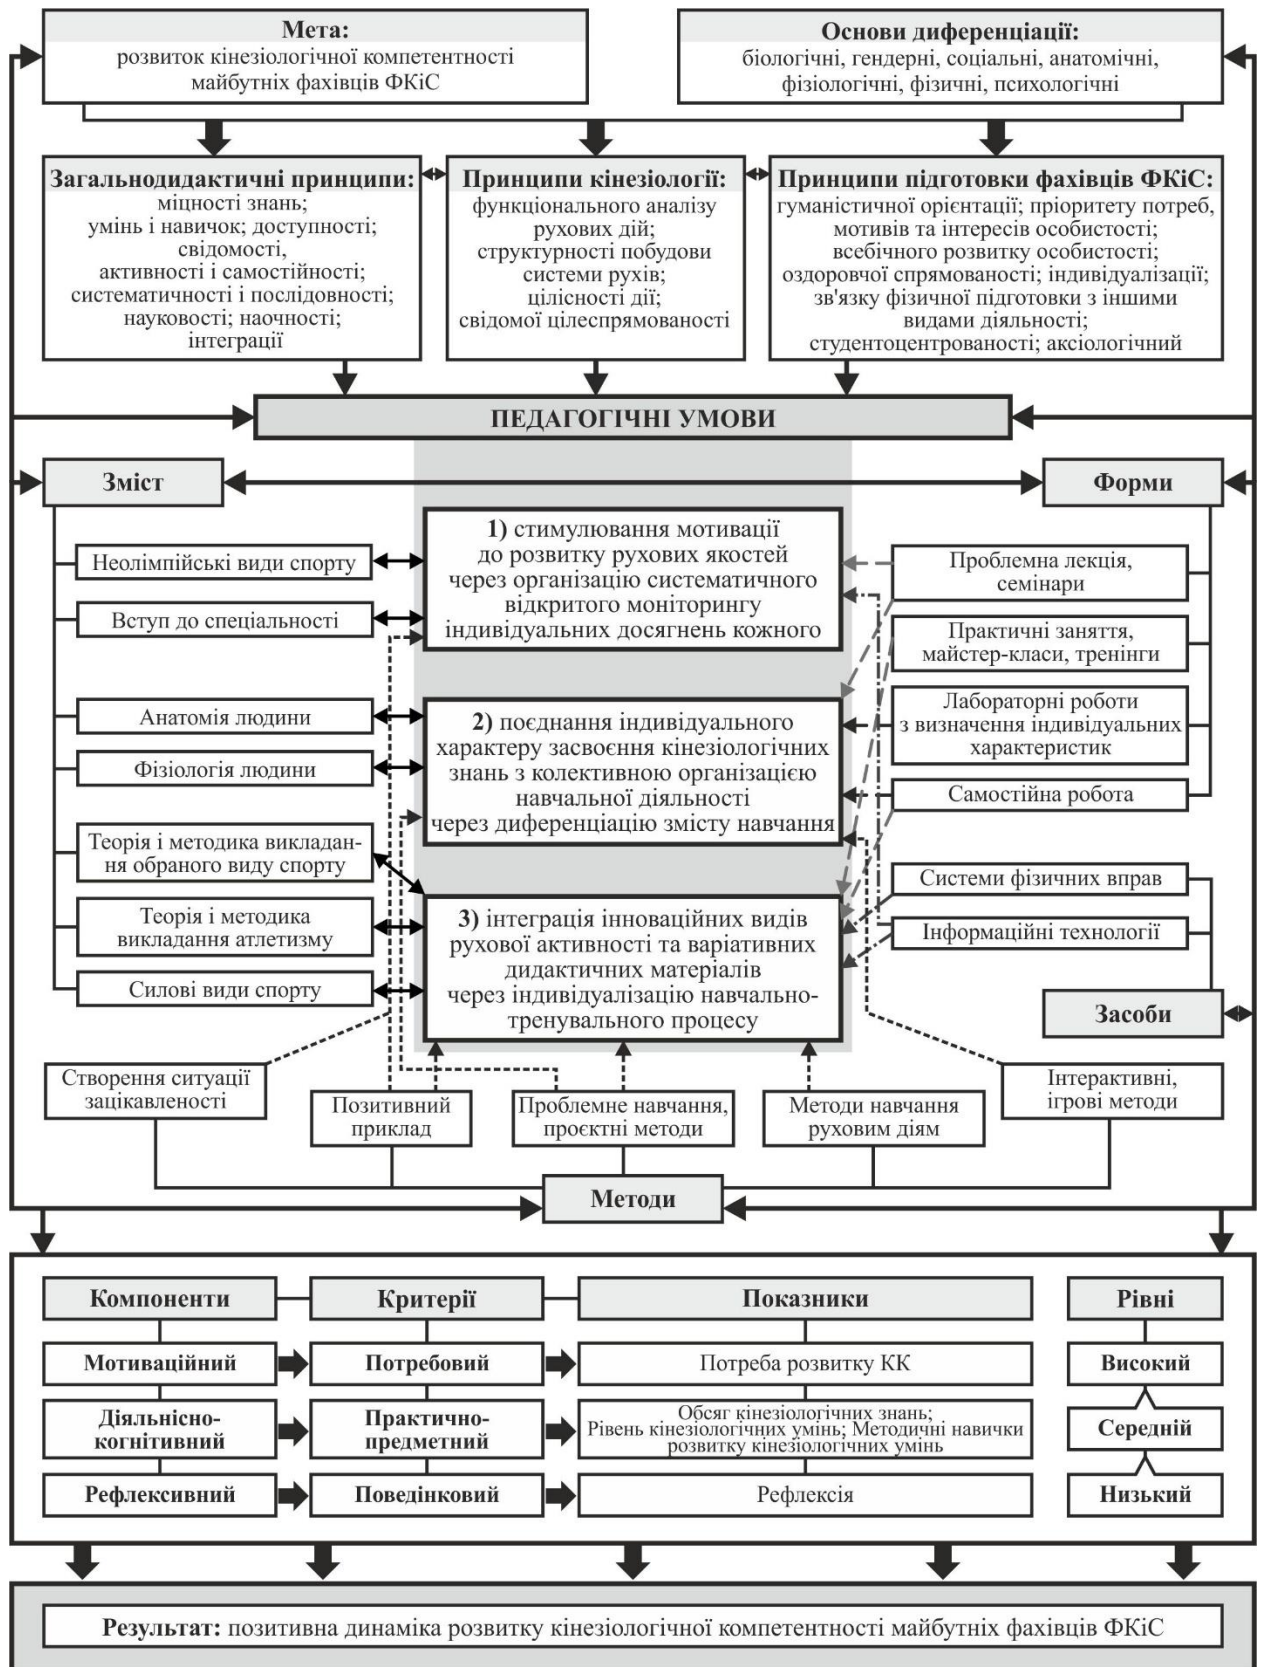 Мета:
розвиток кінезіологічної компетентності
майбутніх фахівців ФКіС
Основи диференціації:
біологічні, гендерні, соціальні, анатомічні,
фізіологічні, фізичні, психологічні
Загальнодидактичні принципи:
міцності знань;
умінь і навичок; доступності;
свідомості,
активності і самостійності;
систематичності і послідовності;
науковості; наочності;
інтеграції
Принципи кінезіології:
функціонального аналізу
рухових дій;
структурності побудови
системи рухів;
цілісності дії;
свідомої цілеспрямованості
Принципи підготовки фахівців ФКіС:
гуманістичної орієнтації; пріоритету потреб,
мотивів та інтересів особистості;
всебічного розвитку особистості;
оздоровчої спрямованості; індивідуалізації;
зв'язку фізичної підготовки з іншими
видами діяльності;
студентоцентрованості; аксіологічний
ПЕДАГОГІЧНІ УМОВИ
Зміст
Форми
Неолімпійські види спорту
Вступ до спеціальності
Анатомія людини
Фізіологія людини
Теорія і методика викладан-
ня обраного виду спорту
Теорія і методика
викладання атлетизму
Силові види спорту
1) стимулювання мотивації
до розвитку рухових якостей
через організацію систематичного
відкритого моніторингу
індивідуальних досягнень кожного
2) поєднання індивідуального
характеру засвоєння кінезіологічних
знань з колективною організацією
навчальної діяльності
через диференціацію змісту навчання
3) інтеграція інноваційних видів
рухової активності та варіативних
дидактичних матеріалів
через індивідуалізацію навчально-
тренувального процесу
Проблемна лекція,
семінари
Практичні заняття,
майстер-класи, тренінги
Лабораторні роботи
з визначення індивідуальних
характеристик
Самостійна робота
Системи фізичних вправ
Інформаційні технології
Засоби
Створення ситуації
зацікавленості
Позитивний
приклад
Проблемне навчання,
проєктні методи
Методи навчання
руховим діям
Інтерактивні,
ігрові методи
Методи
Компоненти
Критерії
Показники
Рівні
Мотиваційний
Потребовий
Потреба розвитку КК
Високий
Діяльнісно-
когнітивний
Практично-
предметний
Обсяг кінезіологічних знань;
Рівень кінезіологічних умінь; Методичні навички
розвитку кінезіологічних умінь
Середній
Рефлексивний
Поведінковий
Рефлексія
Низький
Результат: позитивна динаміка розвитку кінезіологічної компетентності майбутніх фахівців ФКіС